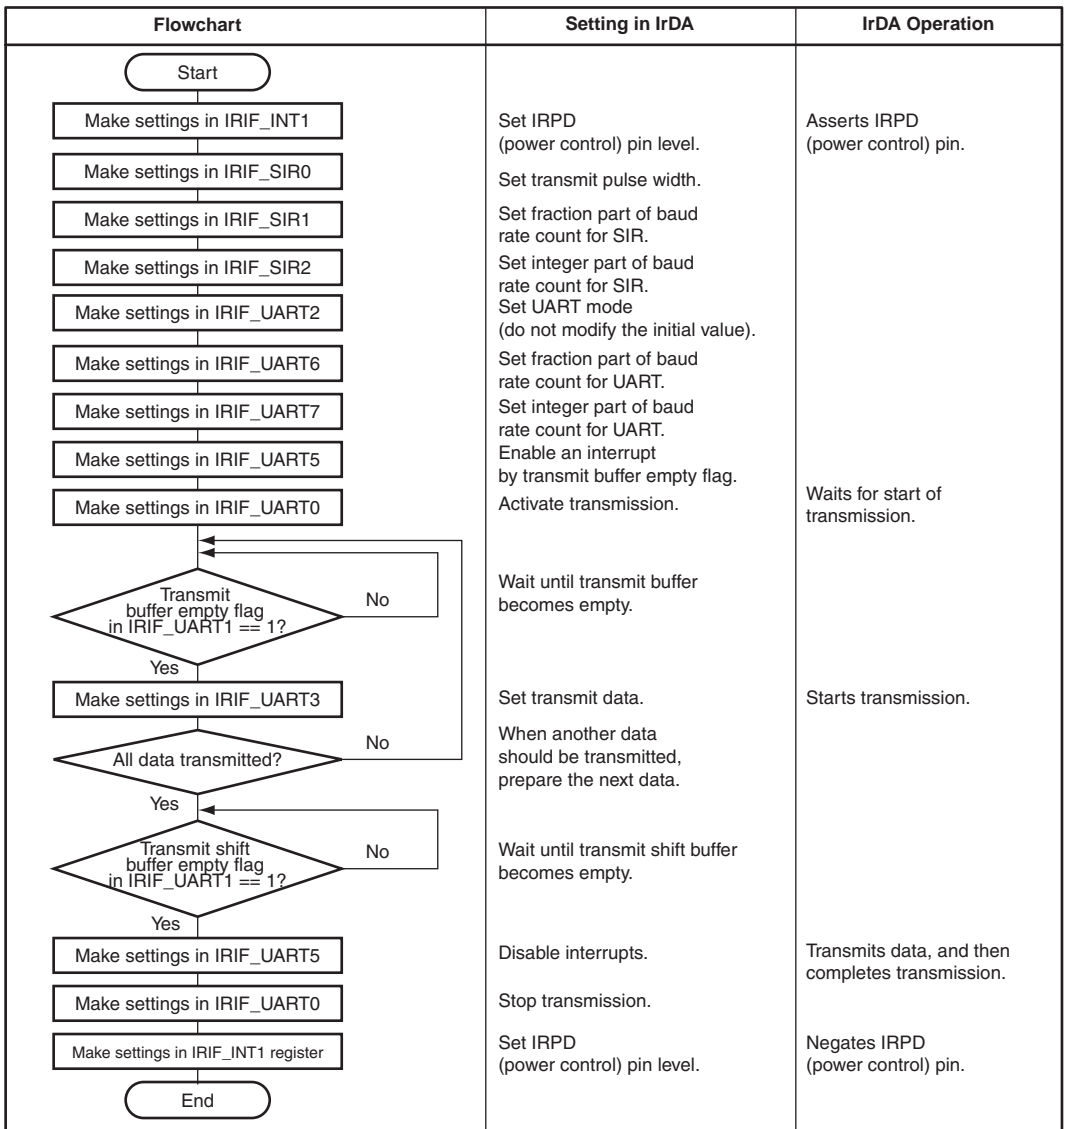 Flowchart
Setting in IrDA
IrDA Operation
Start
Make settings in IRIF_INT1
Set IRPD
(power control) pin level.
Asserts IRPD
(power control) pin.
Make settings in IRIF_SIR0
Set transmit pulse width.
Make settings in IRIF_SIR1
Set fraction part of baud
rate count for SIR.
Make settings in IRIF_SIR2
Set integer part of baud
rate count for SIR.
Make settings in IRIF_UART2
Set UART mode
(do not modify the initial value).
Make settings in IRIF_UART6
Set fraction part of baud
rate count for UART.
Make settings in IRIF_UART7
Set integer part of baud
rate count for UART.
Make settings in IRIF_UART5
Enable an interrupt
by transmit buffer empty flag.
Make settings in IRIF_UART0
Activate transmission.
Waits for start of
transmission.
Transmit
buffer empty flag
in IRIF_UART1 == 1?
No
Wait until transmit buffer
becomes empty.
Yes
Make settings in IRIF_UART3
Set transmit data.
Starts transmission.
All data transmitted?
No
When another data
should be transmitted,
prepare the next data.
Yes
Transmit shift
buffer empty flag
in IRIF_UART1 == 1?
No
Wait until transmit shift buffer
becomes empty.
Yes
Make settings in IRIF_UART5
Disable interrupts.
Transmits data, and then
completes transmission.
Make settings in IRIF_UART0
Stop transmission.
Make settings in IRIF_INT1 register
Set IRPD
(power control) pin level.
Negates IRPD
(power control) pin.
End